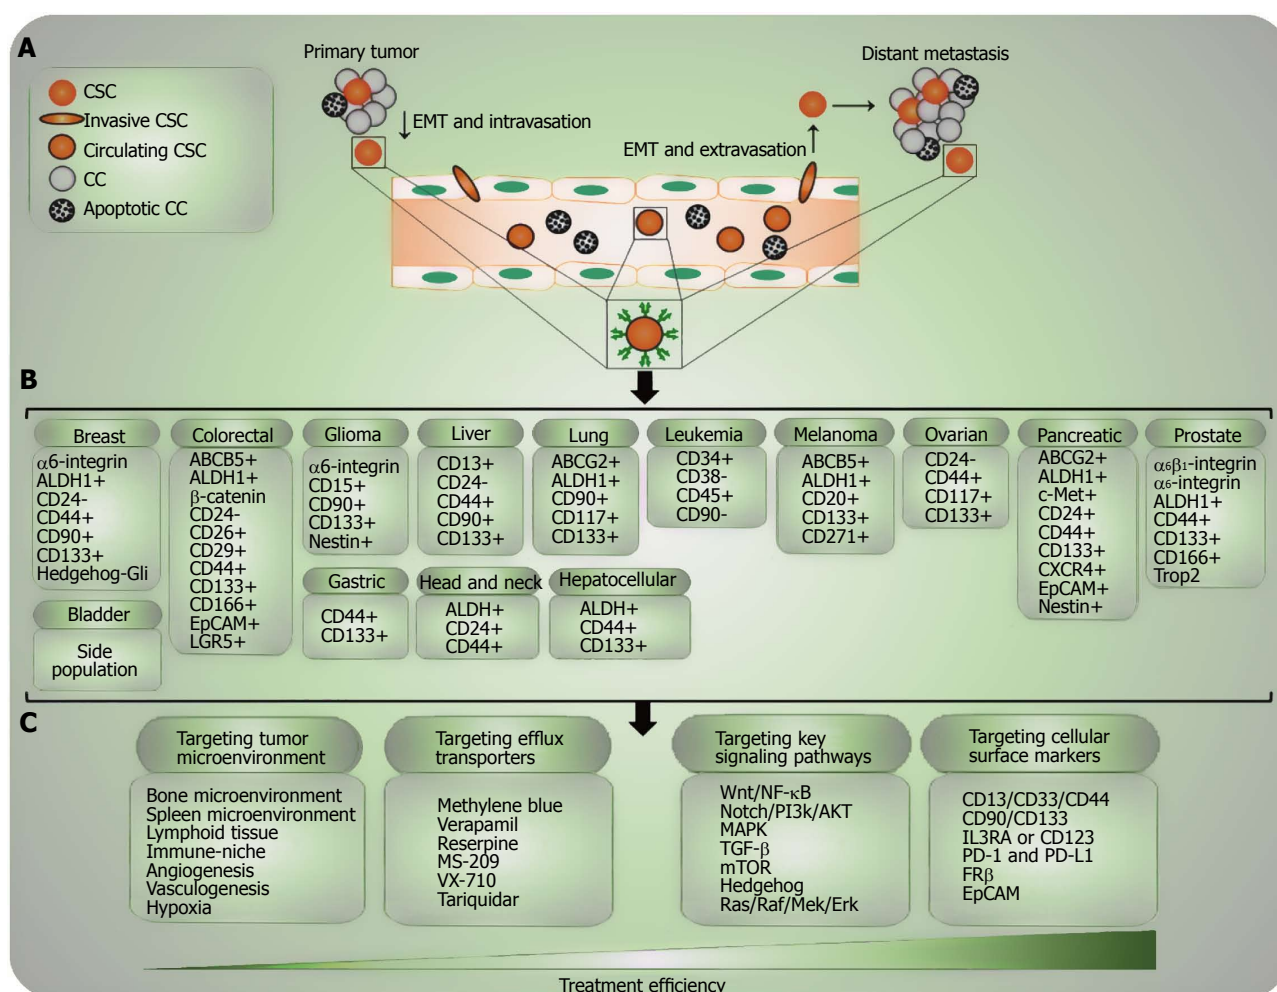 A
Primary tumor
Distant metastasis
CSC
Invasive CSC
Circulating CSC
CC
Apoptotic CC
EMT and intravasation
EMT and extravasation
B
Breast
α6-integrin
ALDH1+
CD24-
CD44+
CD90+
CD133+
Hedgehog-Gli
Bladder
Side
population
Colorectal
ABCB5+
ALDH1+
β-catenin
CD24-
CD26+
CD29+
CD44+
CD133+
CD166+
EpCAM+
LGR5+
Glioma
α6-integrin
CD15+
CD90+
CD133+
Nestin+
Gastric
CD44+
CD133+
Liver
CD13+
CD24-
CD44+
CD90+
CD133+
Head and neck
ALDH+
CD24+
CD44+
Lung
ABCG2+
ALDH1+
CD90+
CD117+
CD133+
Hepatocellular
ALDH+
CD44+
CD133+
Leukemia
CD34+
CD38-
CD45+
CD90-
Melanoma
ABCB5+
ALDH1+
CD20+
CD133+
CD271+
Ovarian
CD24-
CD44+
CD117+
CD133+
Pancreatic
ABCG2+
ALDH1+
c-Met+
CD24+
CD44+
CD133+
CXCR4+
EpCAM+
Nestin+
Prostate
α6β1-integrin
α6-integrin
ALDH1+
CD44+
CD133+
CD166+
Trop2
C
Targeting tumor
microenvironment
Bone microenvironment
Spleen microenvironment
Lymphoid tissue
Immune-niche
Angiogenesis
Vasculogenesis
Hypoxia
Targeting efflux
transporters
Methylene blue
Verapamil
Reserpine
MS-209
VX-710
Tariquidar
Targeting key
signaling pathways
Wnt/NF-κB
Notch/PI3k/AKT
MAPK
TGF-β
mTOR
Hedgehog
Ras/Raf/Mek/Erk
Targeting cellular
surface markers
CD13/CD33/CD44
CD90/CD133
IL3RA or CD123
PD-1 and PD-L1
FRβ
EpCAM
Treatment efficiency